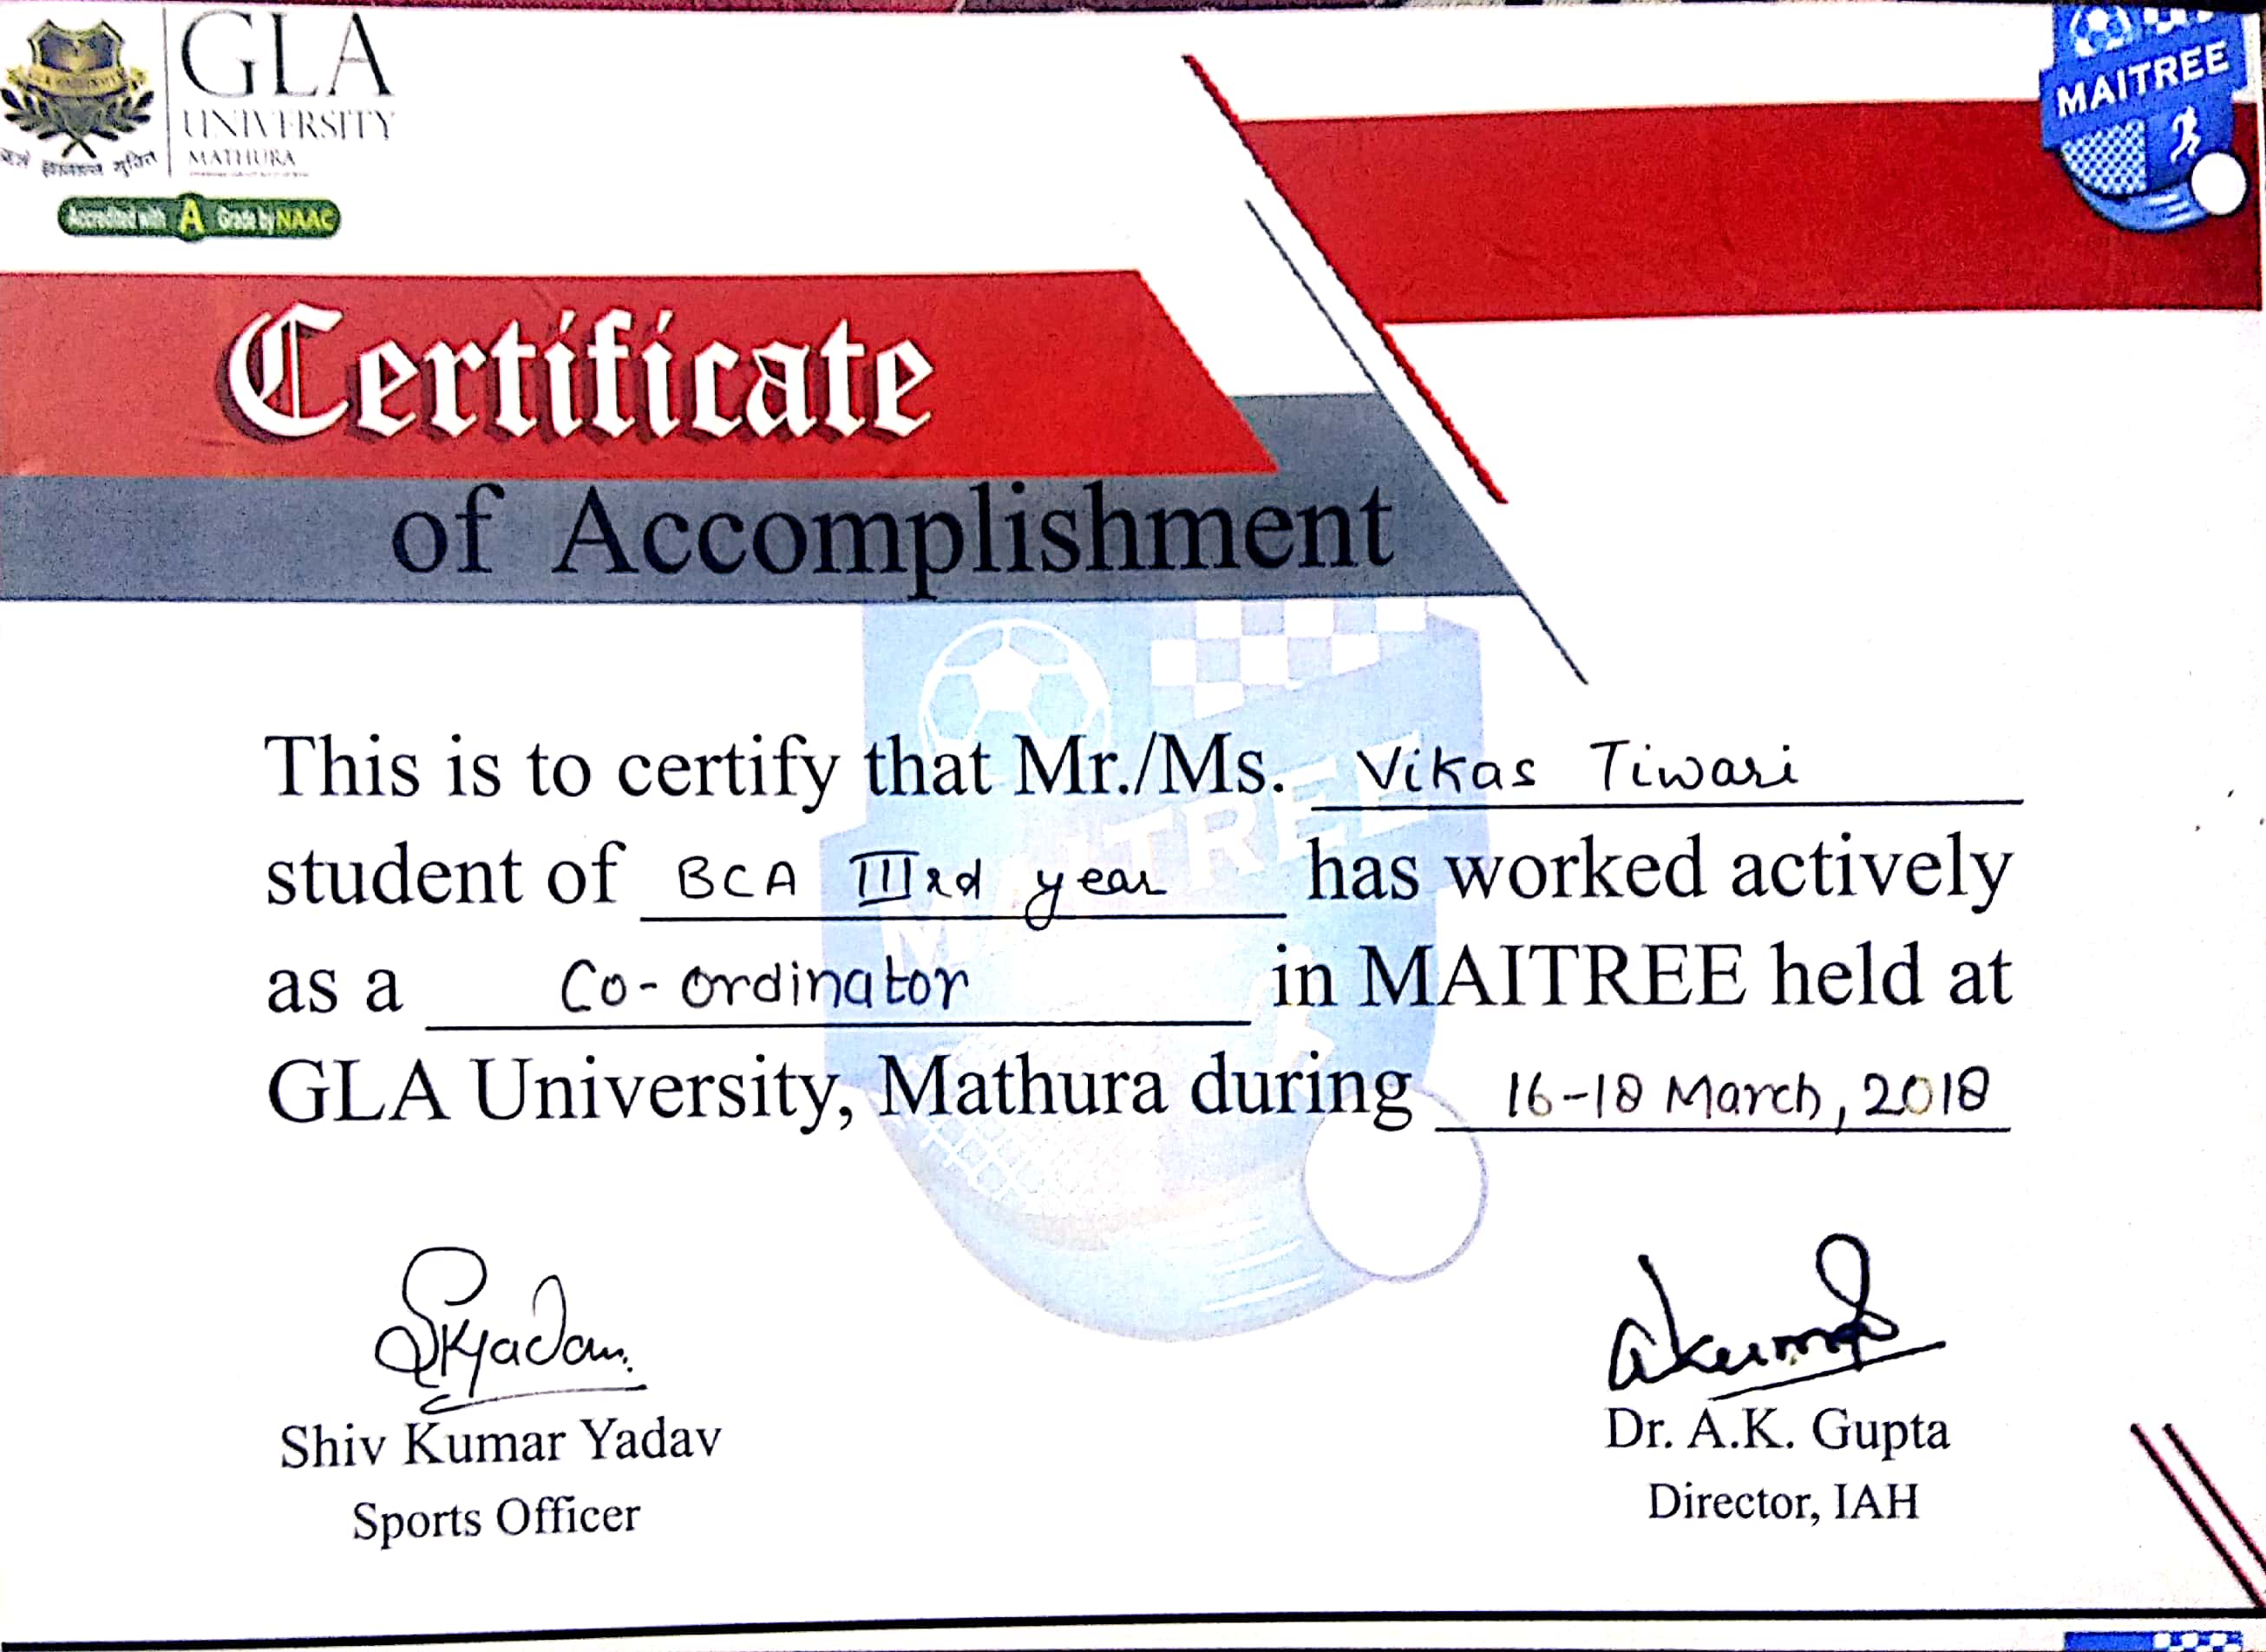 GLA
UNIVERSITY
MATHURA
Accredited with A Grade by NAAC
MAITREE
Certificate
of Accomplishment
This is to certify that Mr./Ms. Vikas Tiwari
student of BCA IIIrd year has worked actively
as a Co-ordinator in MAITREE held at
GLA University, Mathura during 16-18 March, 2018
MAITREE
SKYadav
Shiv Kumar Yadav
Sports Officer
Dr. A.K. Gupta
Director, IAH